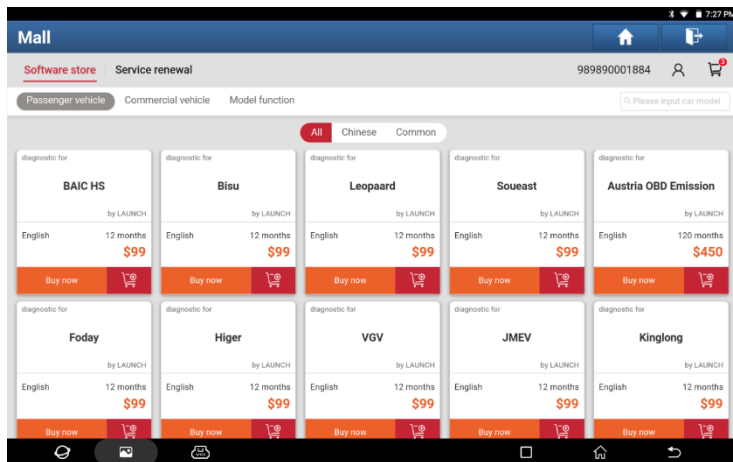 7:27 PM
Mall
Software store Service renewal 989890001884 3
Passenger vehicle Commercial vehicle Model function Please input car model
All Chinese Common
diagnostic for diagnostic for diagnostic for diagnostic for diagnostic for
BAIC HS Bisu Leopaard Soueast Austria OBD Emission
by LAUNCH by LAUNCH by LAUNCH by LAUNCH by LAUNCH
English 12 months English 12 months English 12 months English 12 months English 120 months
$99 $99 $99 $99 $450
Buy now Buy now Buy now Buy now Buy now
diagnostic for diagnostic for diagnostic for diagnostic for diagnostic for
Foday Higer VGV JMEV Kinglong
by LAUNCH by LAUNCH by LAUNCH by LAUNCH by LAUNCH
English 12 months English 12 months English 12 months English 12 months English 12 months
$99 $99 $99 $99 $99
Buy now Buy now Buy now Buy now Buy now